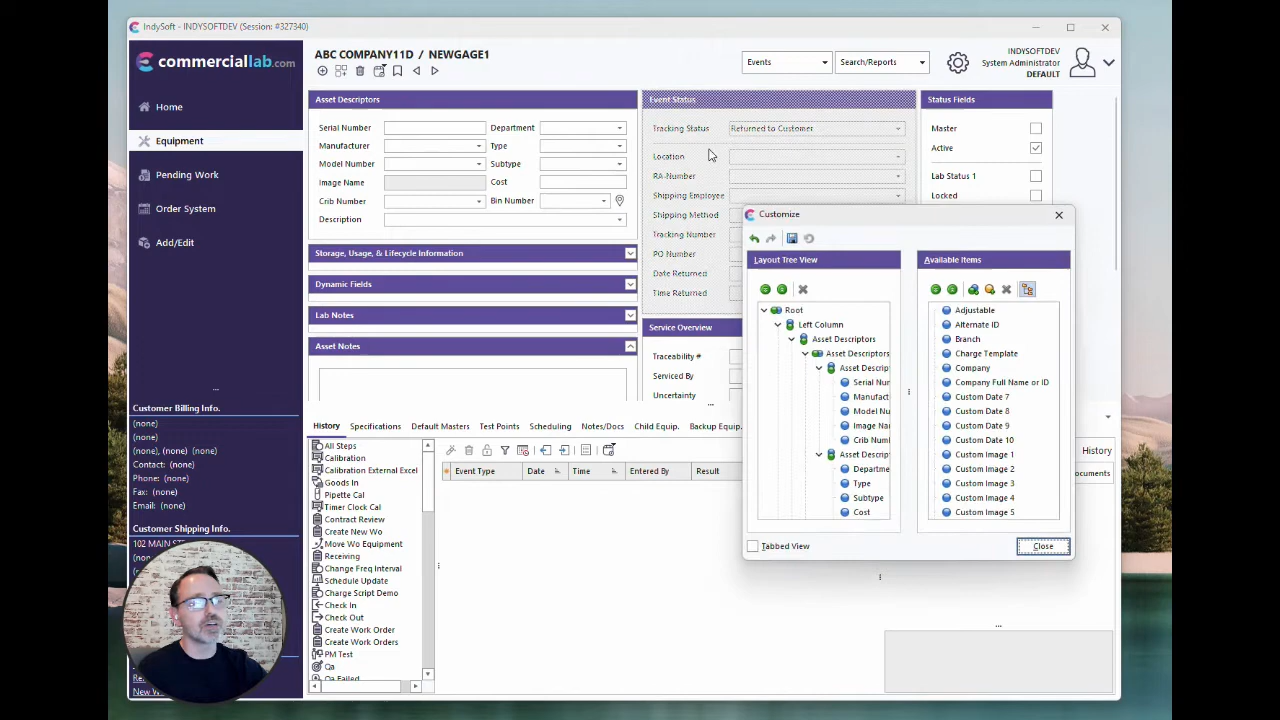 IndySoft - INDYSOFTDEV (Session: #327340)
commerciallab.com
Home
Equipment
Pending Work
Order System
Add/Edit
...
Customer Billing Info.
(none)
(none)
(none), (none) (none)
Contact: (none)
Phone: (none)
Fax: (none)
Email: (none)
Customer Shipping Info.
102 MAIN
New W
ABC COMPANY11D / NEWGAGE1
Events
Search/Reports
INDYSOFTDEV
System Administrator
DEFAULT
Asset Descriptors
Serial Number
Department
Manufacturer
Type
Model Number
Subtype
Image Name
Cost
Crib Number
Bin Number
Description
Storage, Usage, & Lifecycle Information
Dynamic Fields
Lab Notes
Asset Notes
Event Status
Tracking Status
Returned to Customer
Location
RA-Number
Shipping Employee
Shipping Method
Tracking Number
PO Number
Date Returned
Time Returned
Service Overview
Traceability #
Serviced By
Uncertainty
Status Fields
Master
Active
Lab Status 1
Locked
...
History
Specifications
Default Masters
Test Points
Scheduling
Notes/Docs
Child Equip.
Backup Equip.
History
All Steps
Calibration
Calibration External Excel
Goods In
Pipette Cal
Timer Clock Cal
Contract Review
Create New Wo
Move Wo Equipment
Receiving
Change Freq Interval
Schedule Update
Charge Script Demo
Check In
Check Out
Create Work Order
Create Work Orders
PM Test
Qa
Qa Failed
Event Type
Date
Time
Entered By
Result
ocuments
Customize
Layout Tree View
Root
Left Column
Asset Descriptors
Asset Descriptors
Asset Descrip
Serial Nur
Manufact
Model Nu
Image Na
Crib Numl
Asset Descrip
Departme
Type
Subtype
Cost
Available Items
Adjustable
Alternate ID
Branch
Charge Template
Company
Company Full Name or ID
Custom Date 7
Custom Date 8
Custom Date 9
Custom Date 10
Custom Image 1
Custom Image 2
Custom Image 3
Custom Image 4
Custom Image 5
Tabbed View
Close
...